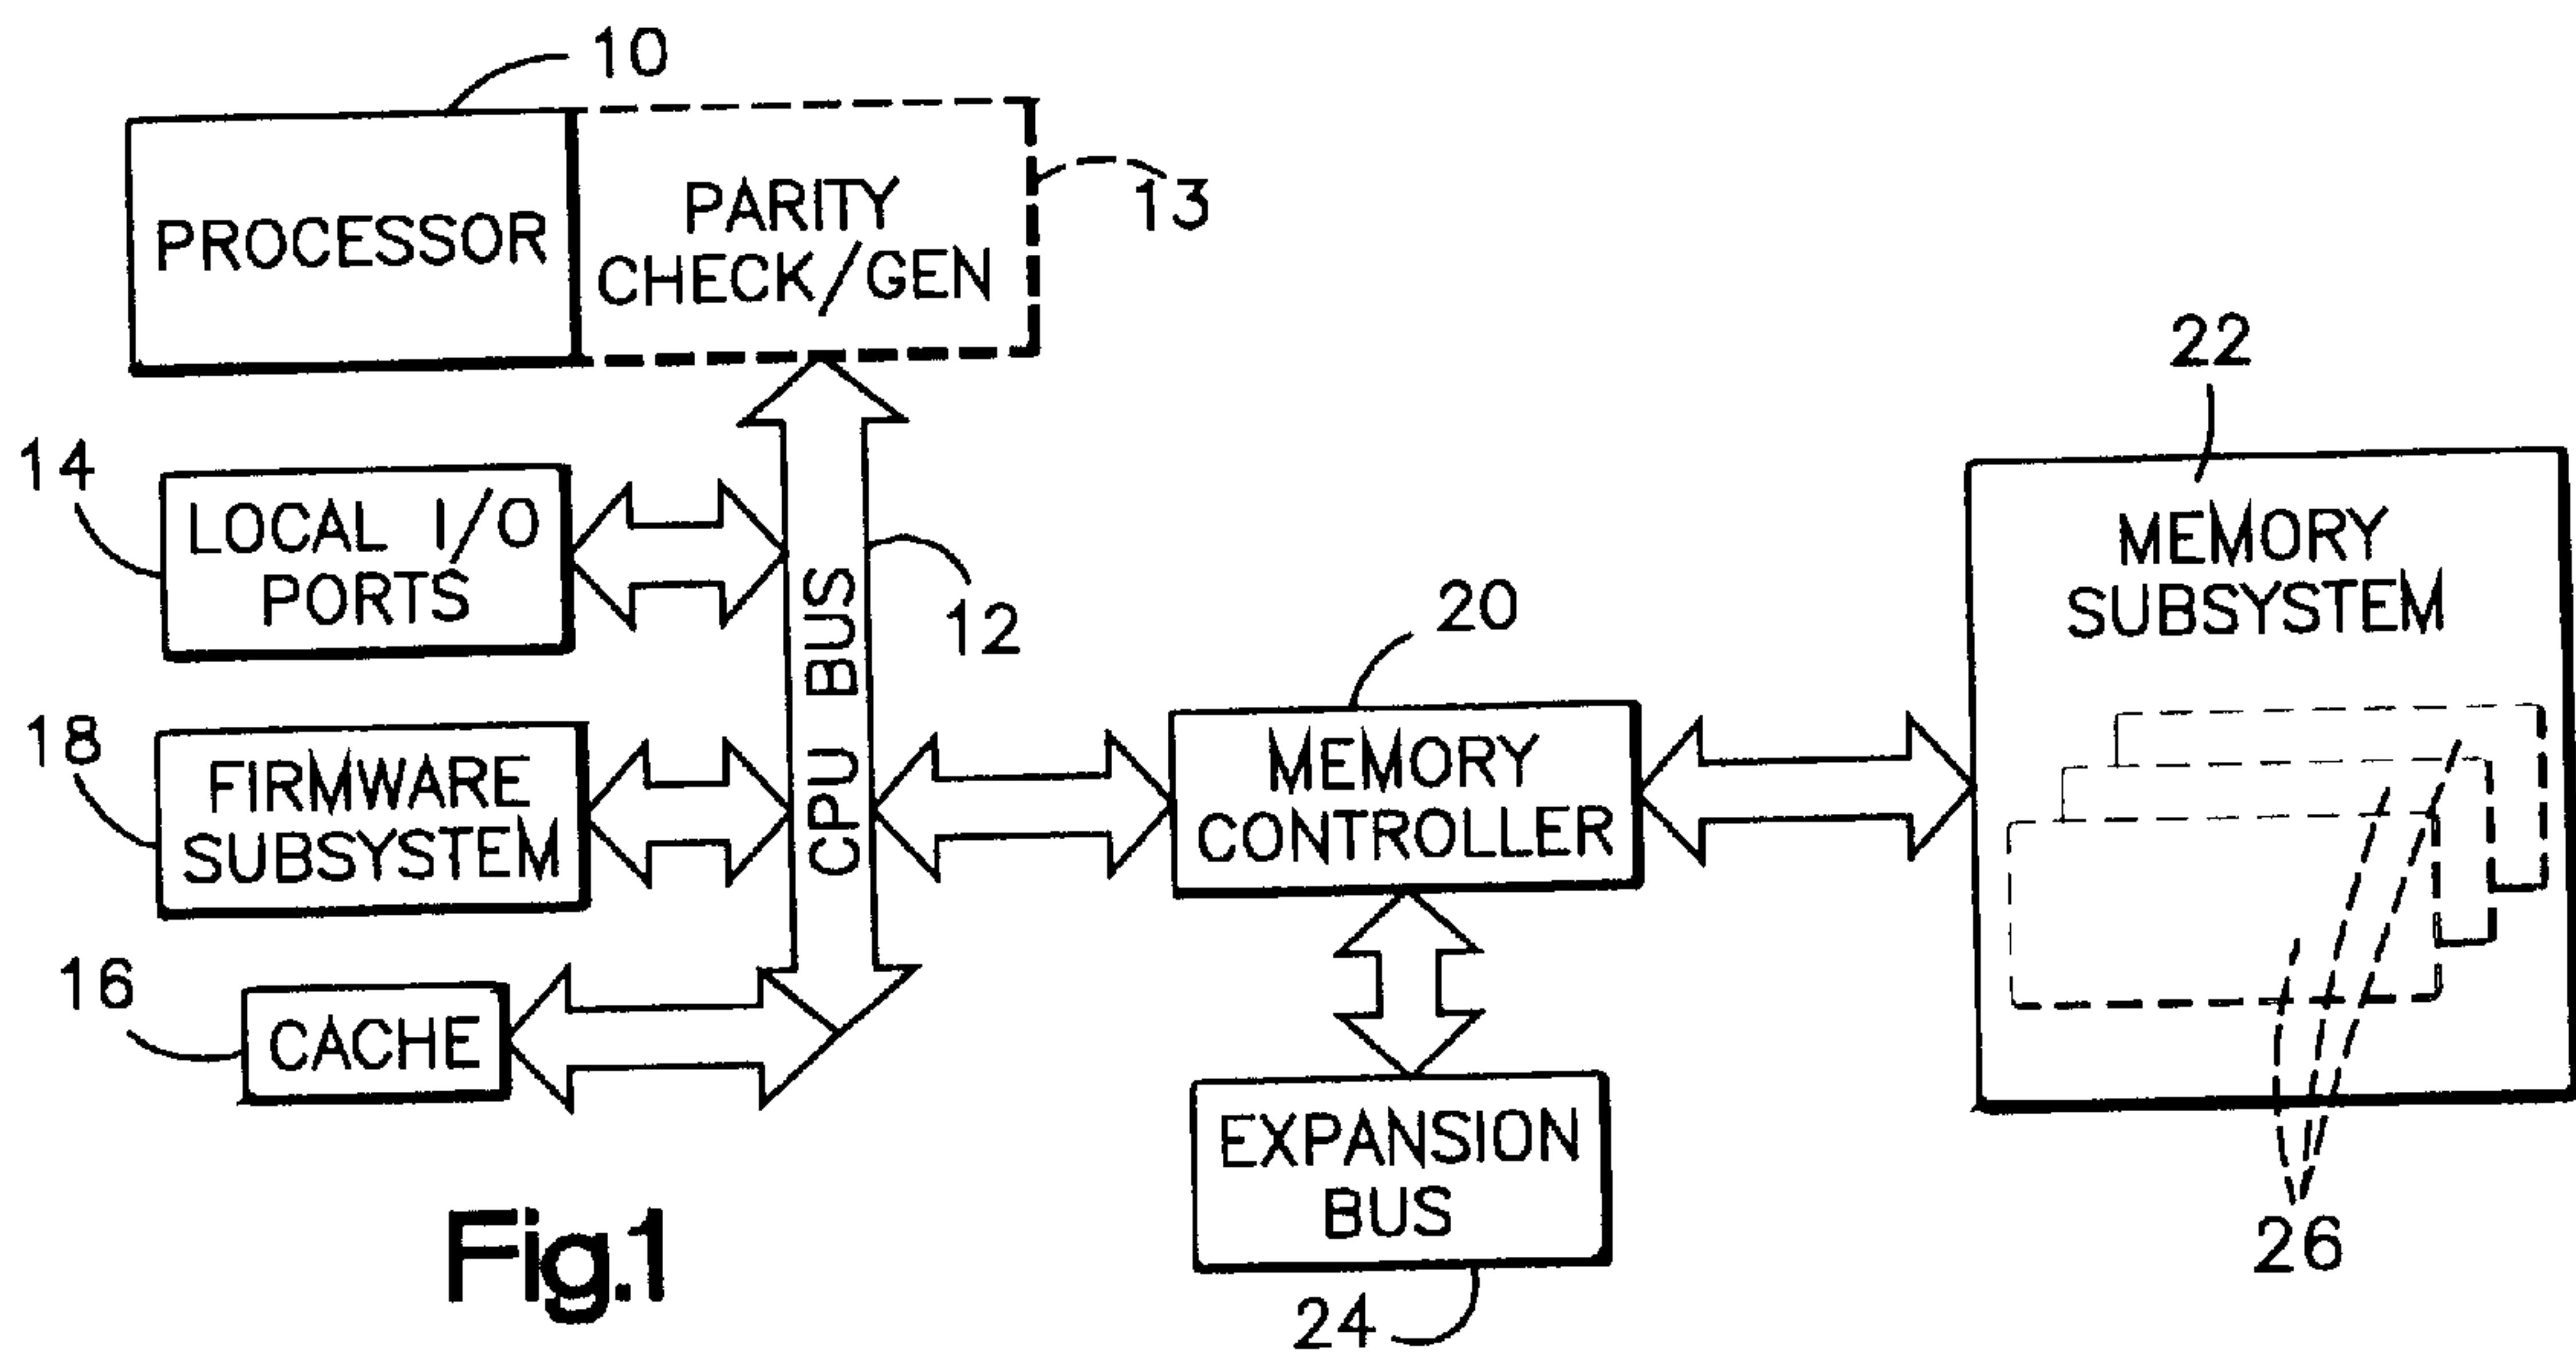 10
PROCESSOR
PARITY
CHECK/GEN
13
14
LOCAL I/O
PORTS
12
CPU BUS
18
FIRMWARE
SUBSYSTEM
16
CACHE
20
MEMORY
CONTROLLER
22
MEMORY
SUBSYSTEM
26
EXPANSION
BUS
24
Fig.1